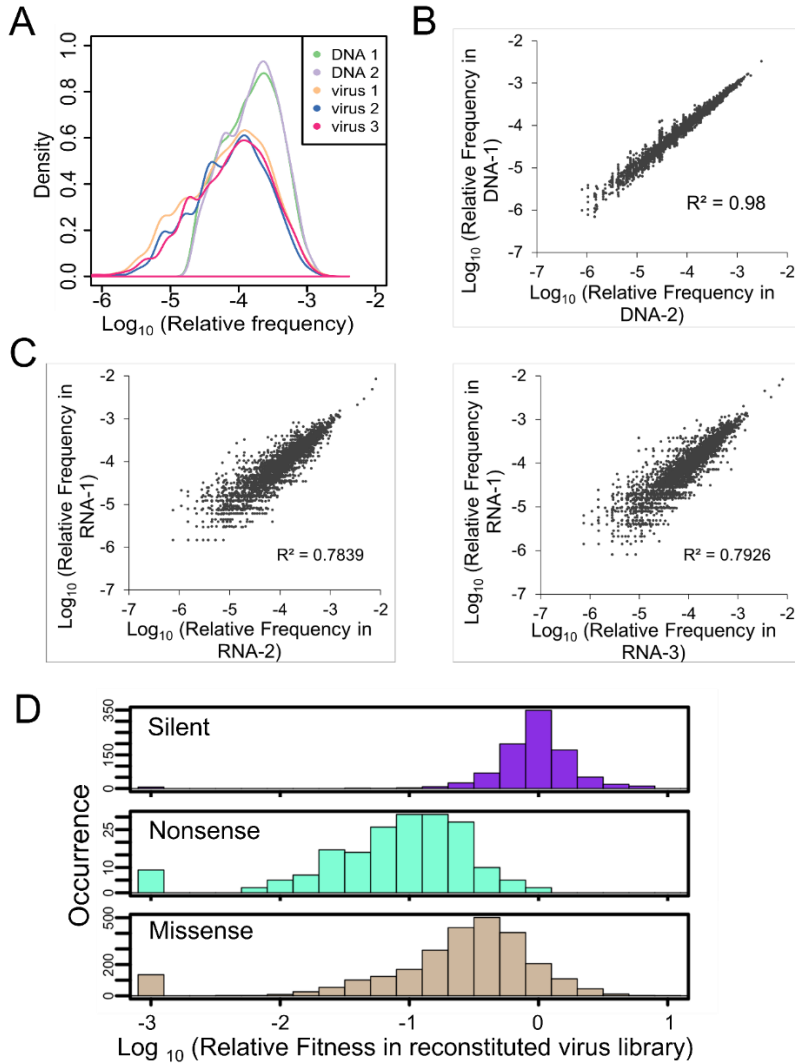 A
Density
1.0
0.8
0.6
0.4
0.2
0.0
DNA 1
DNA 2
virus 1
virus 2
virus 3
-6
-5
-4
-3
-2
Log10 (Relative frequency)
B
Log10 (Relative Frequency in
DNA-1)
-2
-3
-4
-5
-6
-7
R² = 0.98
-7
-6
-5
-4
-3
-2
Log10 (Relative Frequency in
DNA-2)
C
Log10 (Relative Frequency in
RNA-1)
-2
-3
-4
-5
-6
-7
R² = 0.7839
-7
-6
-5
-4
-3
-2
Log10 (Relative Frequency in
RNA-2)
Log10 (Relative Frequency in
RNA-1)
-2
-3
-4
-5
-6
-7
R² = 0.7926
-7
-6
-5
-4
-3
-2
Log10 (Relative Frequency in
RNA-3)
D
Occurrence
Silent
350
150
0
Nonsense
25
10
0
Missense
500
300
0
-3
-2
-1
0
1
Log 10 (Relative Fitness in reconstituted virus library)